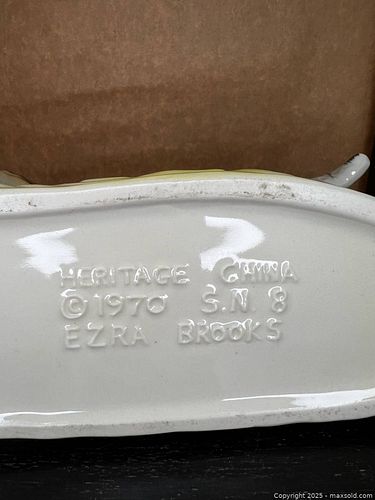 HERITAGE CHINA
©1970 S.N 8
EZRA BROOKS
Copyright 2025 - maxsold.com